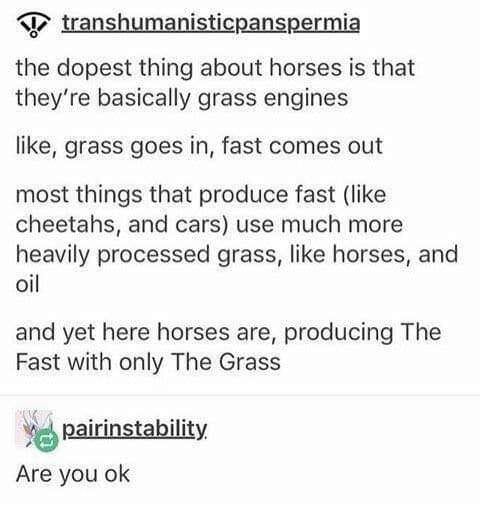 transhumanisticpanspermia
the dopest thing about horses is that
they're basically grass engines
like, grass goes in, fast comes out
most things that produce fast (like
cheetahs, and cars) use much more
heavily processed grass, like horses, and
oil
and yet here horses are, producing The
Fast with only The Grass
pairinstability
Are you ok